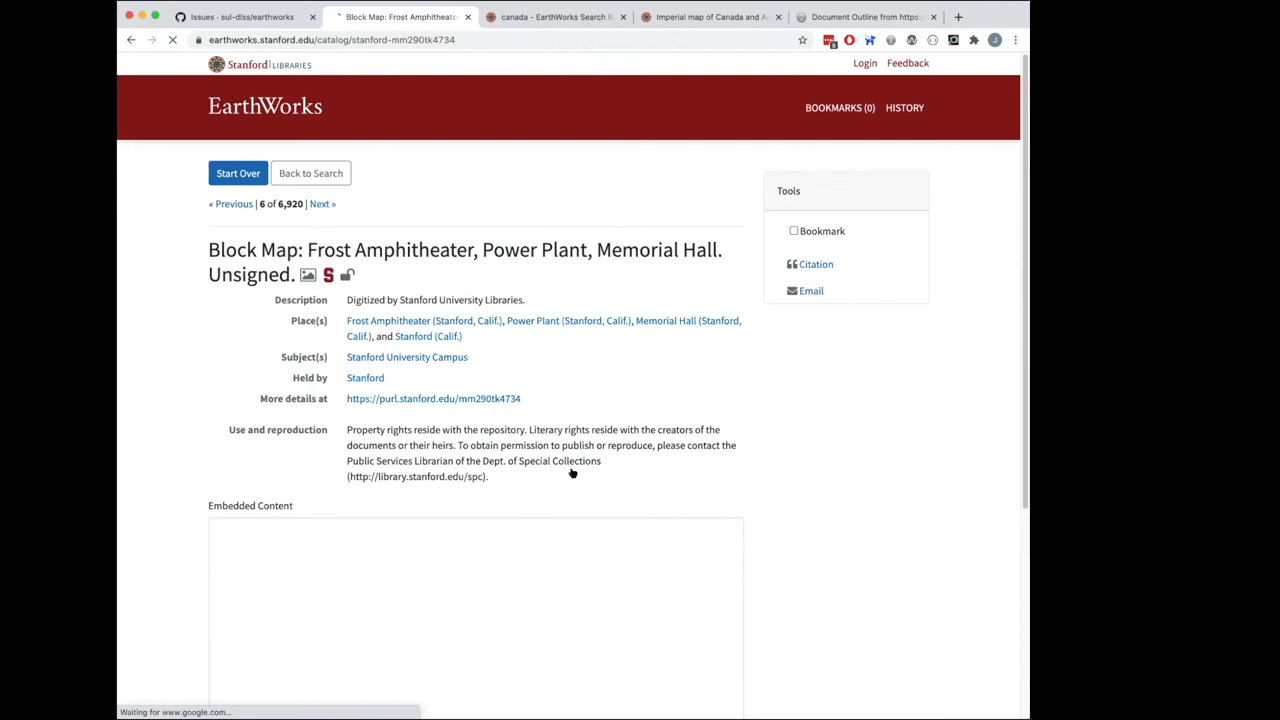 Issues · sul-dlss/earthworks
Block Map: Frost Amphitheater
canada - EarthWorks Search R
Imperial map of Canada and A
Document Outline from https:
earthworks.stanford.edu/catalog/stanford-mm290tk4734
Stanford | LIBRARIES
Login Feedback
EarthWorks
BOOKMARKS (0) HISTORY
Start Over Back to Search
« Previous | 6 of 6,920 | Next »
Block Map: Frost Amphitheater, Power Plant, Memorial Hall.
Unsigned.
Description Digitized by Stanford University Libraries.
Place(s) Frost Amphitheater (Stanford, Calif.), Power Plant (Stanford, Calif.), Memorial Hall (Stanford,
Calif.), and Stanford (Calif.)
Subject(s) Stanford University Campus
Held by Stanford
More details at https://purl.stanford.edu/mm290tk4734
Use and reproduction Property rights reside with the repository. Literary rights reside with the creators of the
documents or their heirs. To obtain permission to publish or reproduce, please contact the
Public Services Librarian of the Dept. of Special Collections
(http://library.stanford.edu/spc).
Embedded Content
Tools
Bookmark
Citation
Email
Waiting for www.google.com...